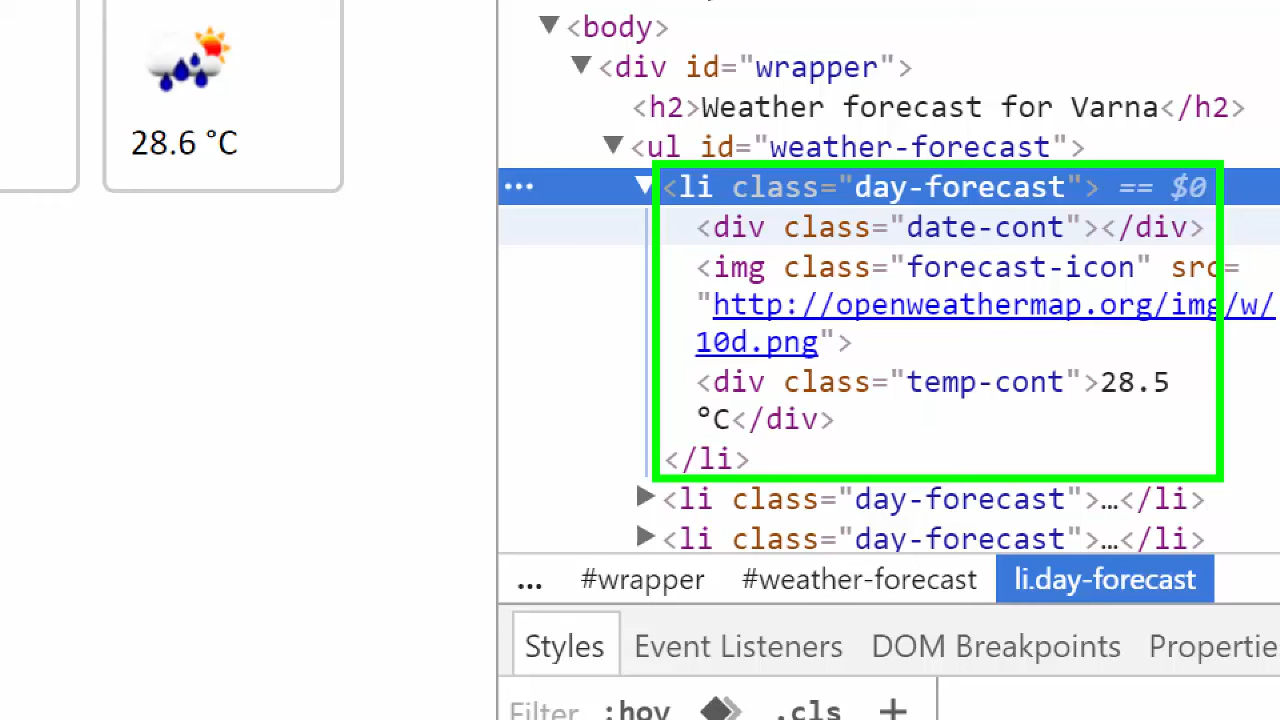 28.6 °C
<body>
<div id="wrapper">
<h2>Weather forecast for Varna</h2>
<ul id="weather-forecast">
... <li class="day-forecast"> == $0
<div class="date-cont"></div>
<img class="forecast-icon" src=
"http://openweathermap.org/img/w/
10d.png">
<div class="temp-cont">28.5
°C</div>
</li>
<li class="day-forecast">…</li>
<li class="day-forecast">…</li>
... #wrapper #weather-forecast li.day-forecast
Styles Event Listeners DOM Breakpoints Propertie
Filter :hov .cls +